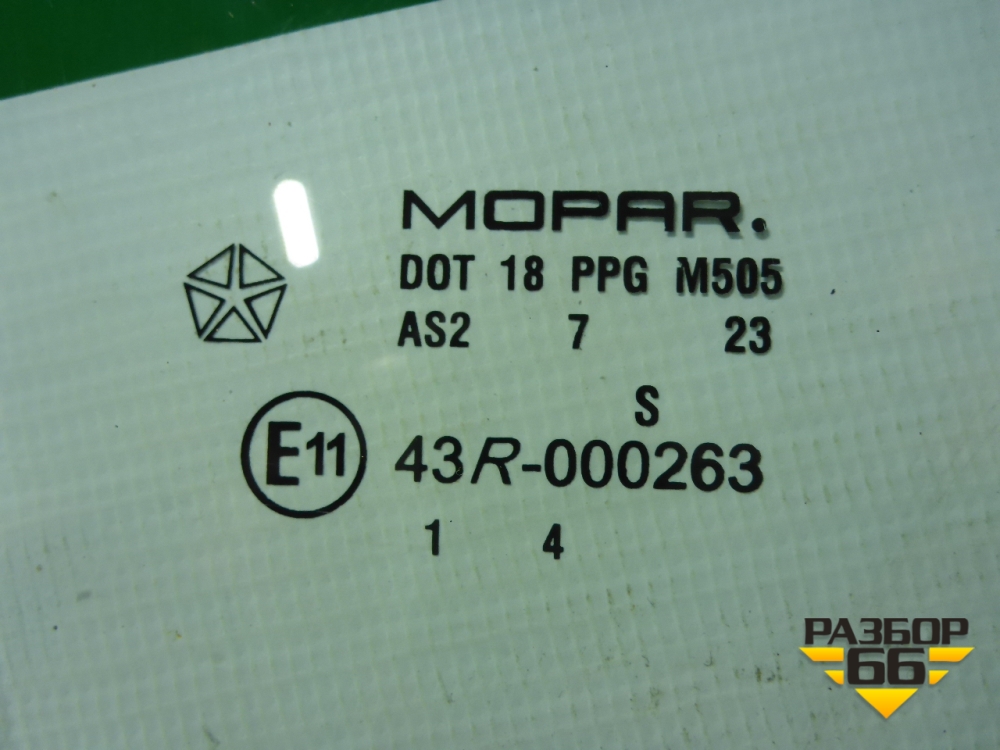 MOPAR.
DOT 18 PPG M505
AS2 7 23
S
E11 43R-000263
1 4
РАЗБОР
66